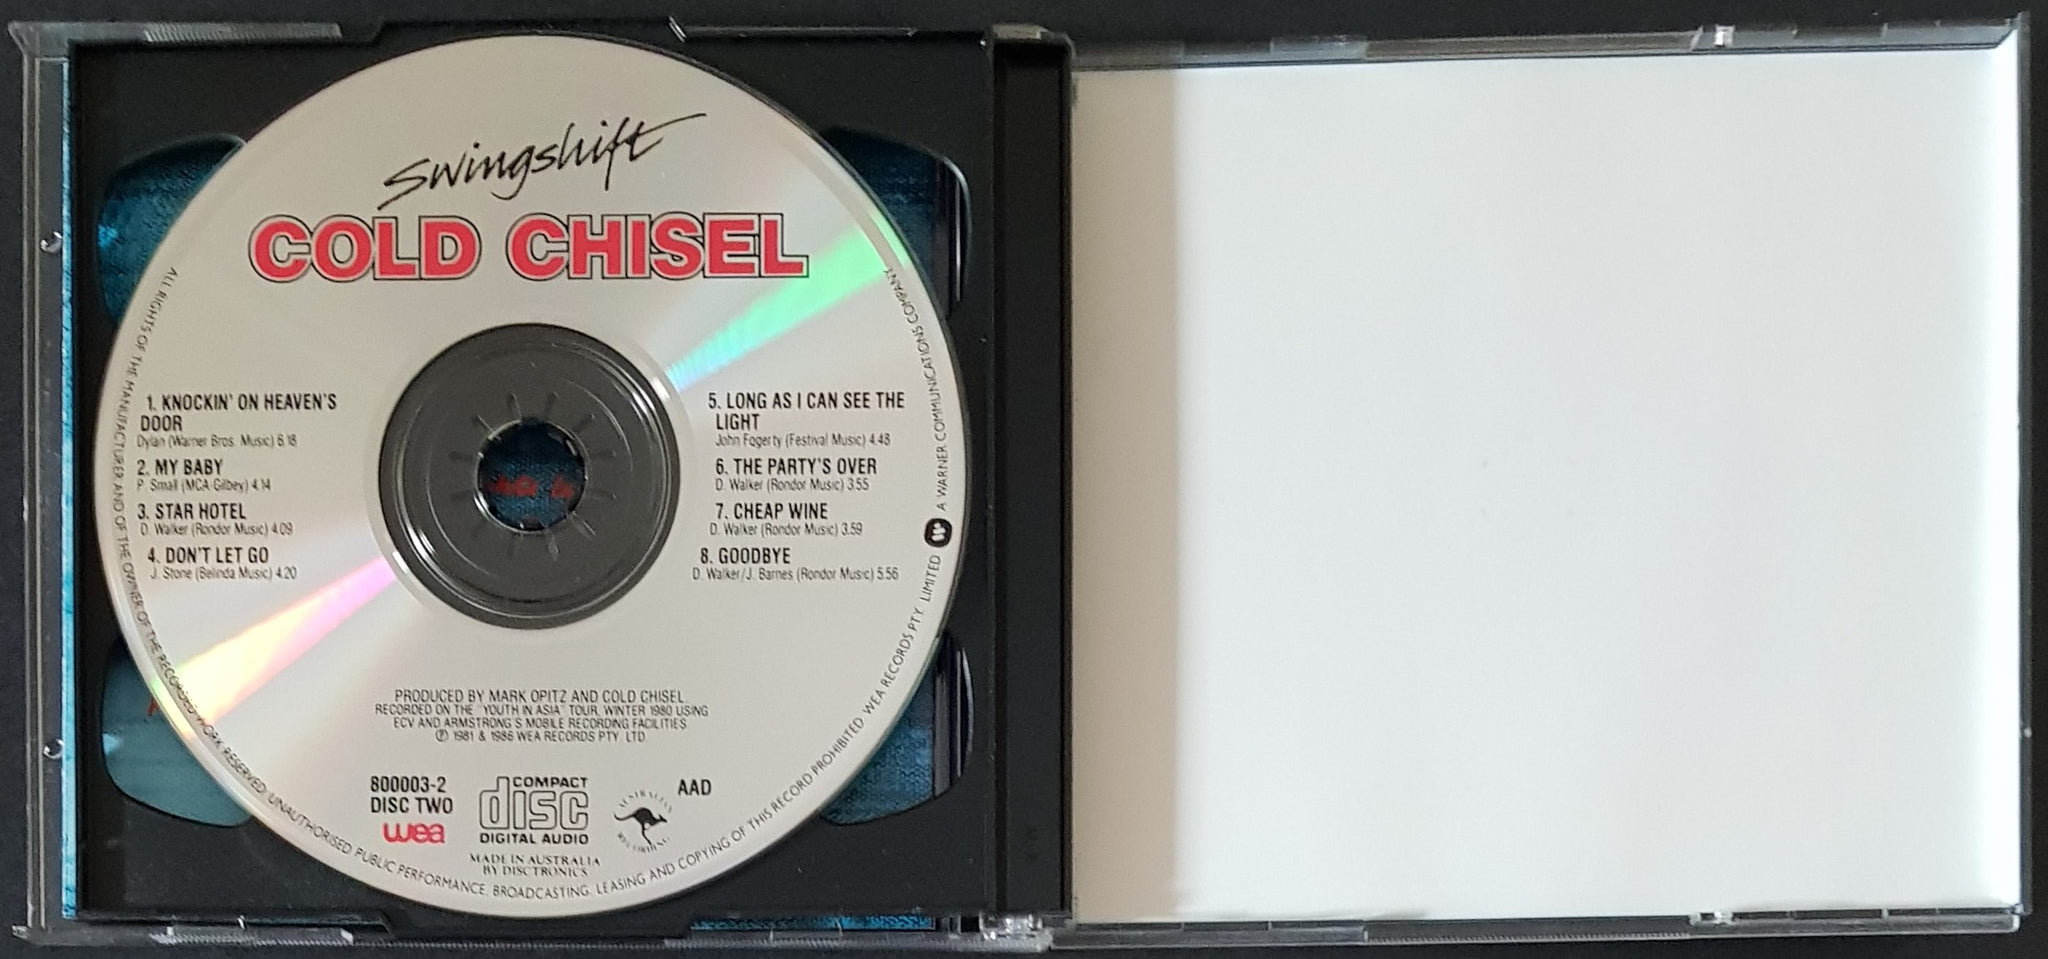 Swingshift
COLD CHISEL
1. KNOCKIN' ON HEAVEN'S
DOOR
Dylan (Warner Bros. Music) 6.18
2. MY BABY
P. Small (MCA-Gilbey) 4.14
3. STAR HOTEL
D. Walker (Rondor Music) 4.09
4. DON'T LET GO
J. Stone (Belinda Music) 4.20
5. LONG AS I CAN SEE THE
LIGHT
John Fogerty (Festival Music) 4.48
6. THE PARTY'S OVER
D. Walker (Rondor Music) 3.55
7. CHEAP WINE
D. Walker (Rondor Music) 3.59
8. GOODBYE
D. Walker/J. Barnes (Rondor Music) 5.56
PRODUCED BY MARK OPITZ AND COLD CHISEL.
RECORDED ON THE "YOUTH IN ASIA" TOUR, WINTER 1980 USING
ECV AND ARMSTRONG'S MOBILE RECORDING FACILITIES
℗ 1981 & 1986 WEA RECORDS PTY. LTD.
800003-2
DISC TWO
wea
COMPACT
disc
DIGITAL AUDIO
AUSTRALIAN
RECORDING
AAD
MADE IN AUSTRALIA
BY DISCTRONICS
ALL RIGHTS OF THE MANUFACTURER AND OF THE OWNER OF THE RECORDED WORK RESERVED. UNAUTHORISED PUBLIC PERFORMANCE, BROADCASTING, LEASING AND COPYING OF THIS RECORD PROHIBITED. WEA RECORDS PTY. LIMITED A WARNER COMMUNICATIONS COMPANY.